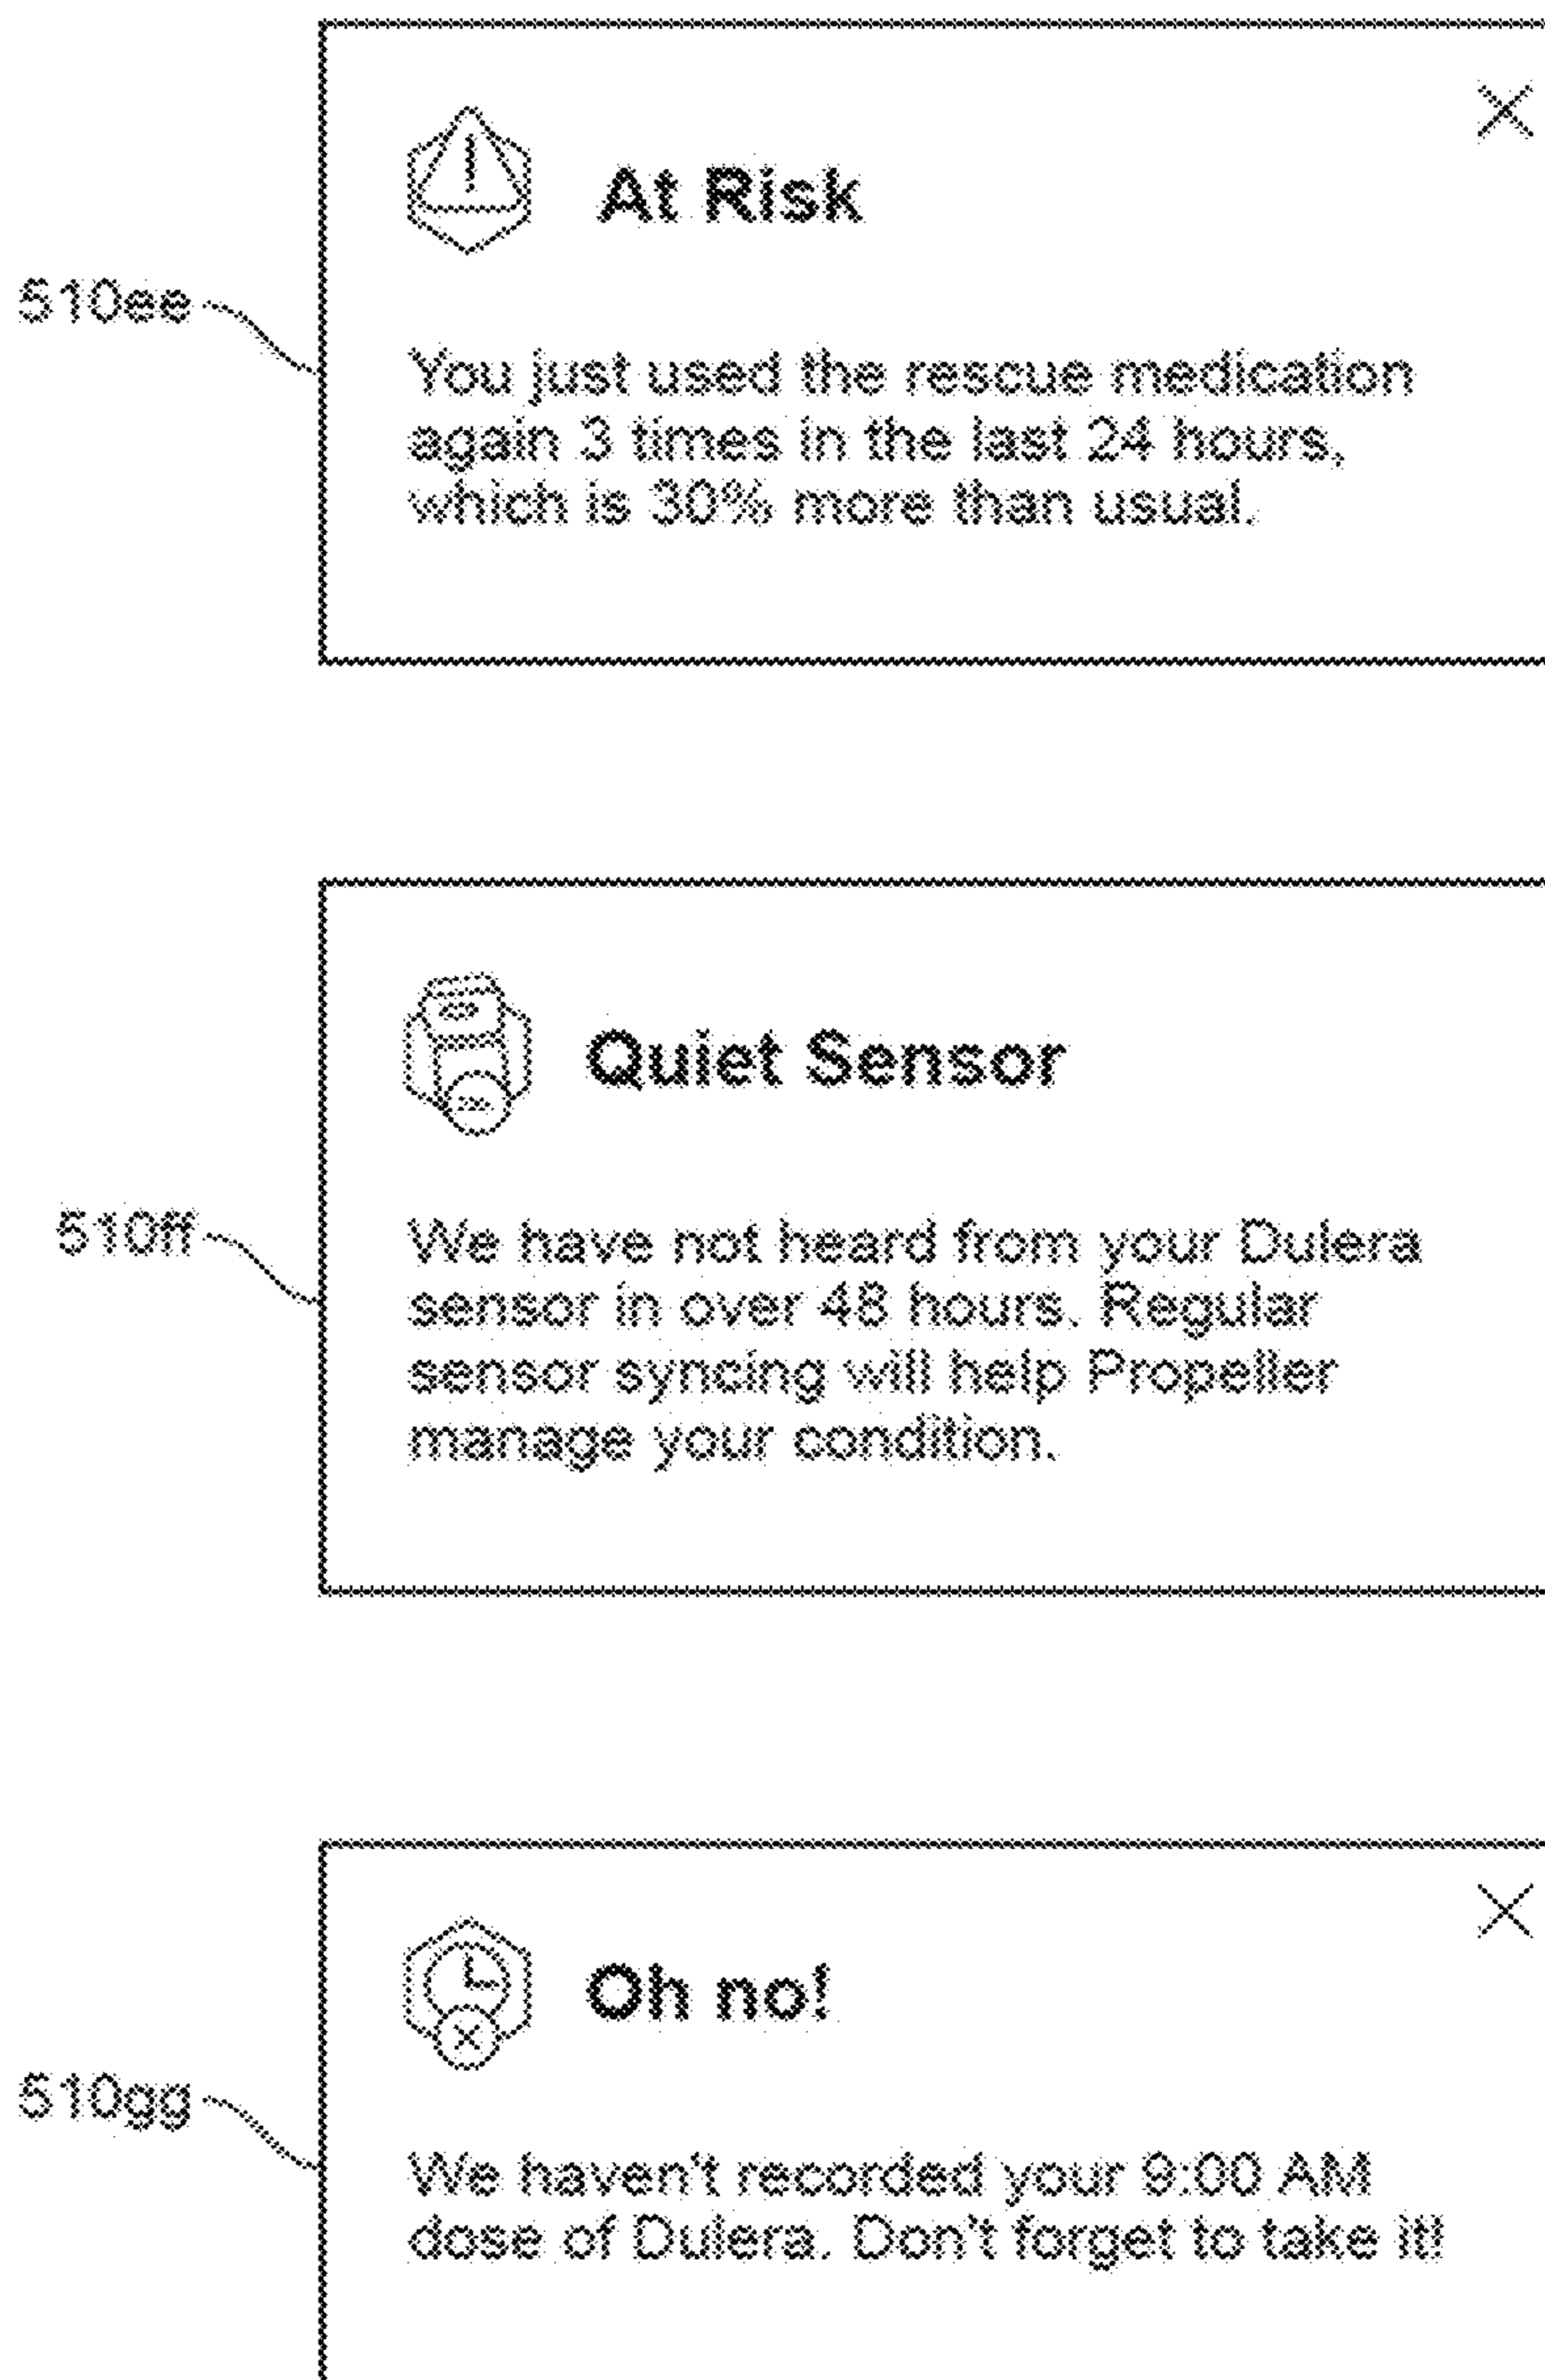 At Risk
510ee
You just used the rescue medication
again 3 times in the last 24 hours,
which is 30% more than usual.
Quiet Sensor
510ff
We have not heard from your Dulera
sensor in over 48 hours. Regular
sensor syncing will help Propeller
manage your condition.
Oh no!
510gg
We haven't recorded your 9:00 AM
dose of Dulera. Don't forget to take it!